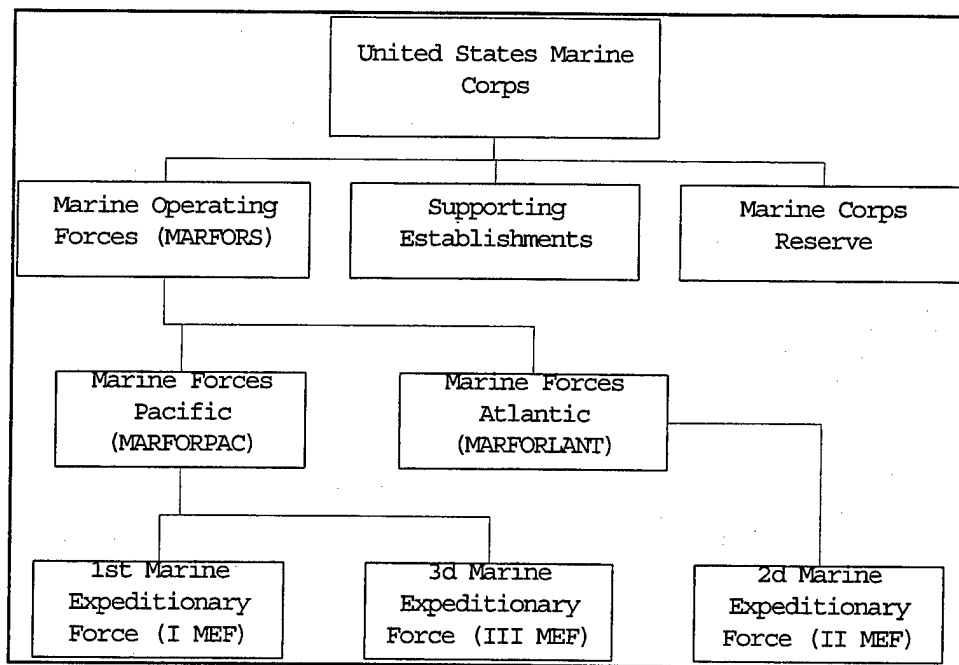 United States Marine
Corps
Marine Operating
Forces (MARFORS)
Supporting
Establishments
Marine Corps
Reserve
Marine Forces
Pacific
(MARFORPAC)
Marine Forces
Atlantic
(MARFORLANT)
1st Marine
Expeditionary
Force (I MEF)
3d Marine
Expeditionary
Force (III MEF)
2d Marine
Expeditionary
Force (II MEF)